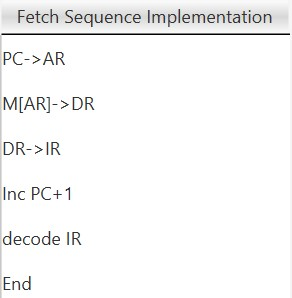 Fetch Sequence Implementation
PC->AR
M[AR]->DR
DR->IR
Inc PC+1
decode IR
End